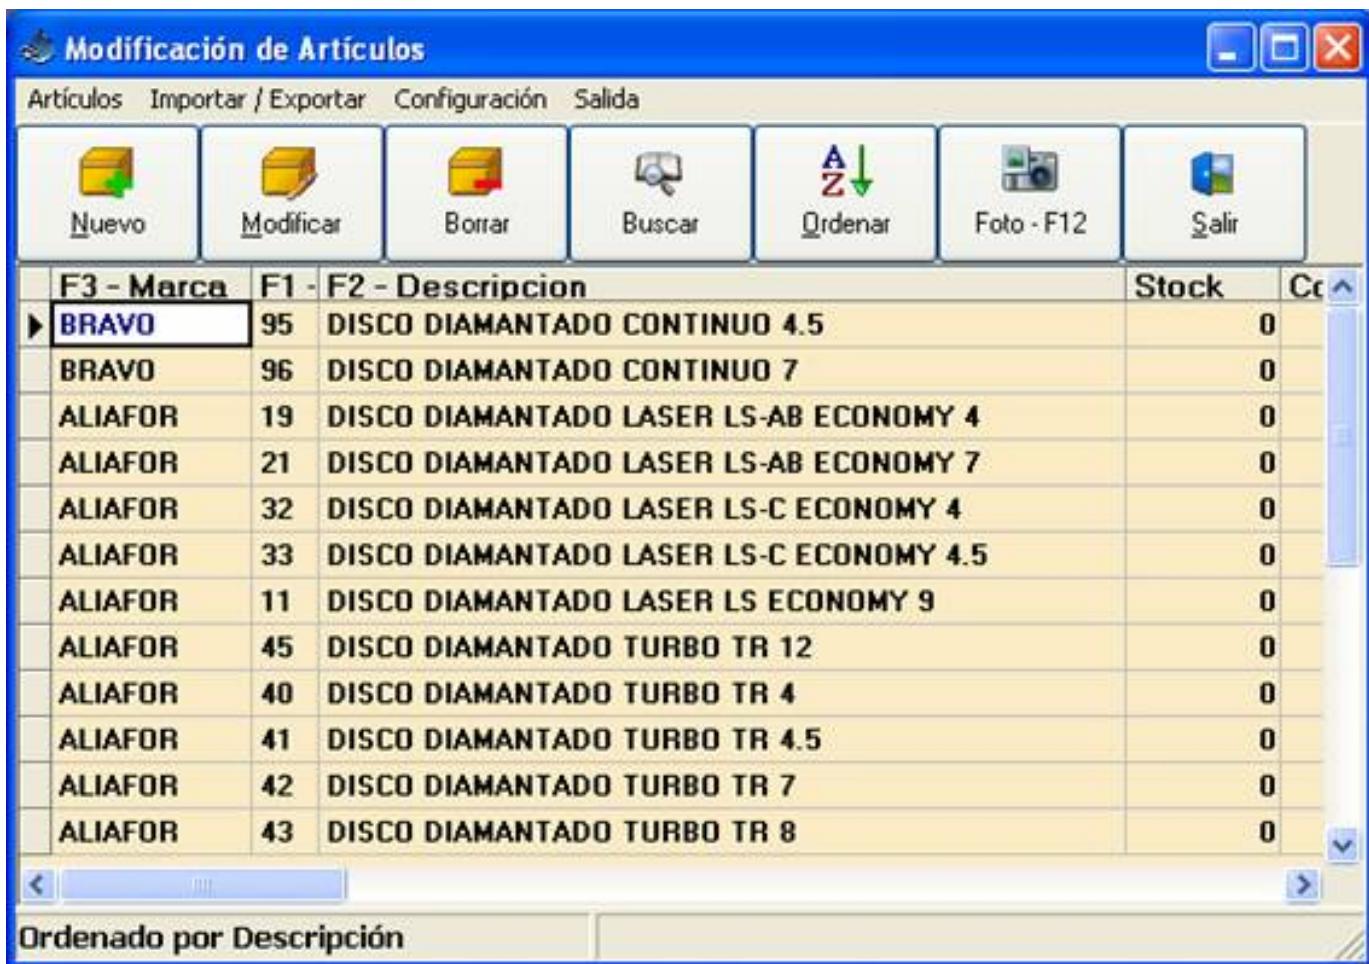 Modificación de Artículos
Artículos Importar / Exportar Configuración Salida
Nuevo Modificar Borrar Buscar Ordenar Foto - F12 Salir
F3 - Marca F1 - F2 - Descripcion Stock
BRAVO 95 DISCO DIAMANTADO CONTINUO 4.5 0
BRAVO 96 DISCO DIAMANTADO CONTINUO 7 0
ALIAFOR 19 DISCO DIAMANTADO LASER LS-AB ECONOMY 4 0
ALIAFOR 21 DISCO DIAMANTADO LASER LS-AB ECONOMY 7 0
ALIAFOR 32 DISCO DIAMANTADO LASER LS-C ECONOMY 4 0
ALIAFOR 33 DISCO DIAMANTADO LASER LS-C ECONOMY 4.5 0
ALIAFOR 11 DISCO DIAMANTADO LASER LS ECONOMY 9 0
ALIAFOR 45 DISCO DIAMANTADO TURBO TR 12 0
ALIAFOR 40 DISCO DIAMANTADO TURBO TR 4 0
ALIAFOR 41 DISCO DIAMANTADO TURBO TR 4.5 0
ALIAFOR 42 DISCO DIAMANTADO TURBO TR 7 0
ALIAFOR 43 DISCO DIAMANTADO TURBO TR 8 0
Ordenado por Descripción